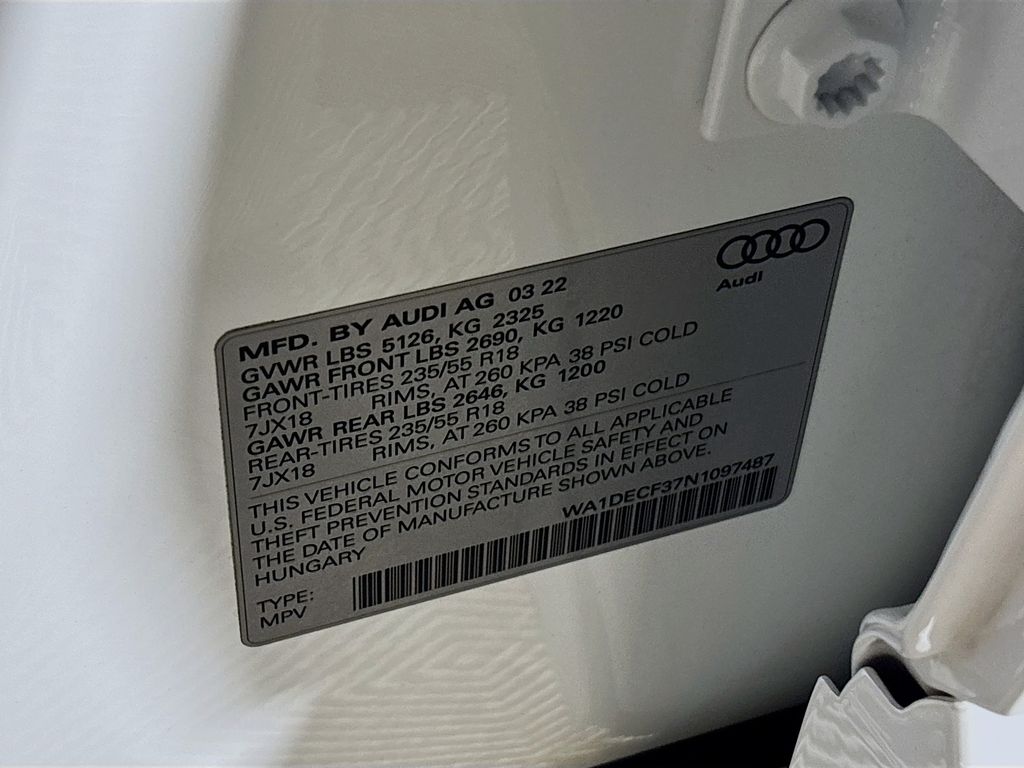 Audi
MFD. BY AUDI AG 03 22
GVWR LBS 5126, KG 2325
GAWR FRONT LBS 2690, KG 1220
FRONT-TIRES 235/55 R18
7JX18 RIMS, AT 260 KPA 38 PSI COLD
GAWR REAR LBS 2646, KG 1200
REAR-TIRES 235/55 R18
7JX18 RIMS, AT 260 KPA 38 PSI COLD
THIS VEHICLE CONFORMS TO ALL APPLICABLE
U.S. FEDERAL MOTOR VEHICLE SAFETY AND
THEFT PREVENTION STANDARDS IN EFFECT ON
THE DATE OF MANUFACTURE SHOWN ABOVE.
HUNGARY WA1DECF37N1097487
TYPE:
MPV